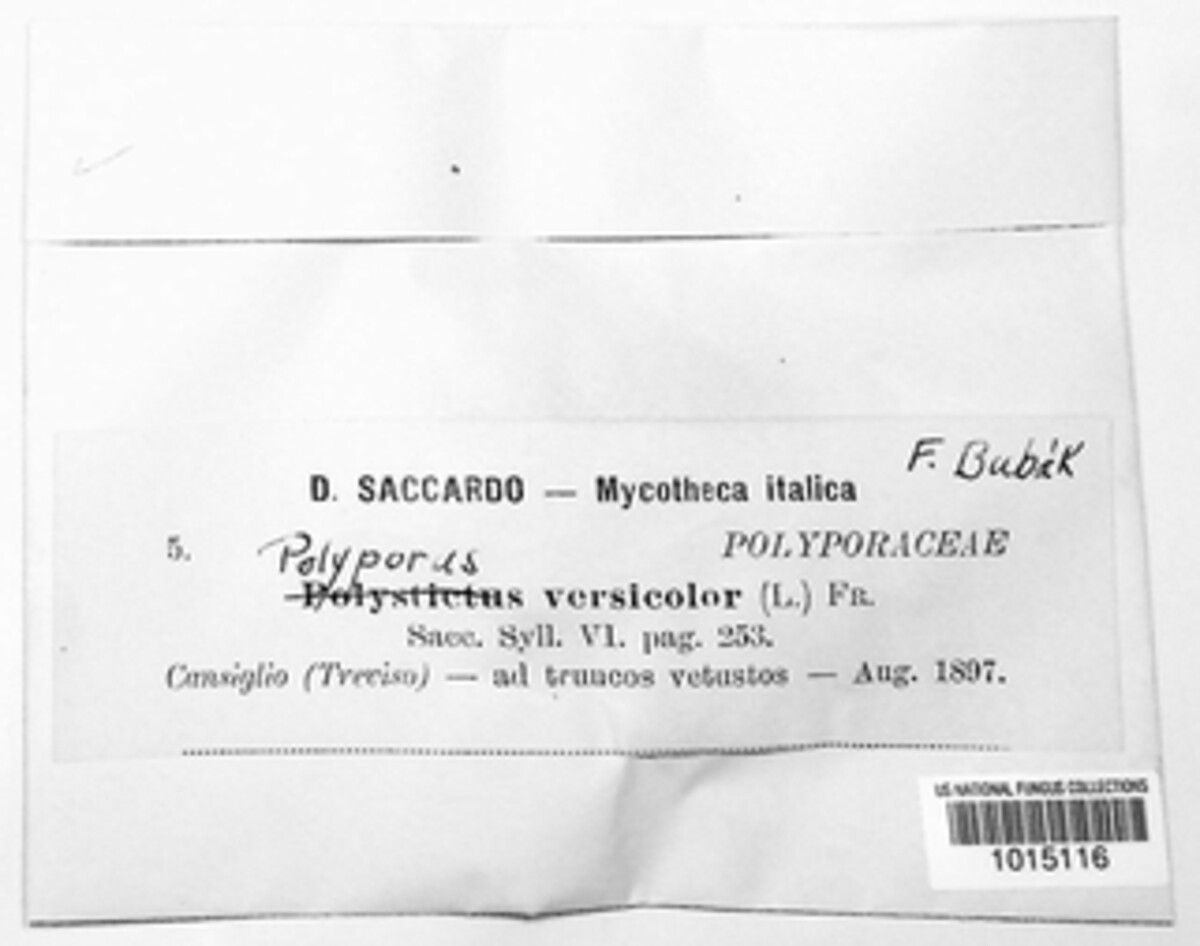 F. Bubák
D. SACCARDO — Mycotheca italica
5. POLYPORACEAE
Polyporus
Polystictus versicolor (L.) FR.
Sacc. Syll. VI. pag. 253.
Cansiglio (Treviso) — ad truncos vetustos — Aug. 1897.
US NATIONAL FUNGUS COLLECTIONS
1015116